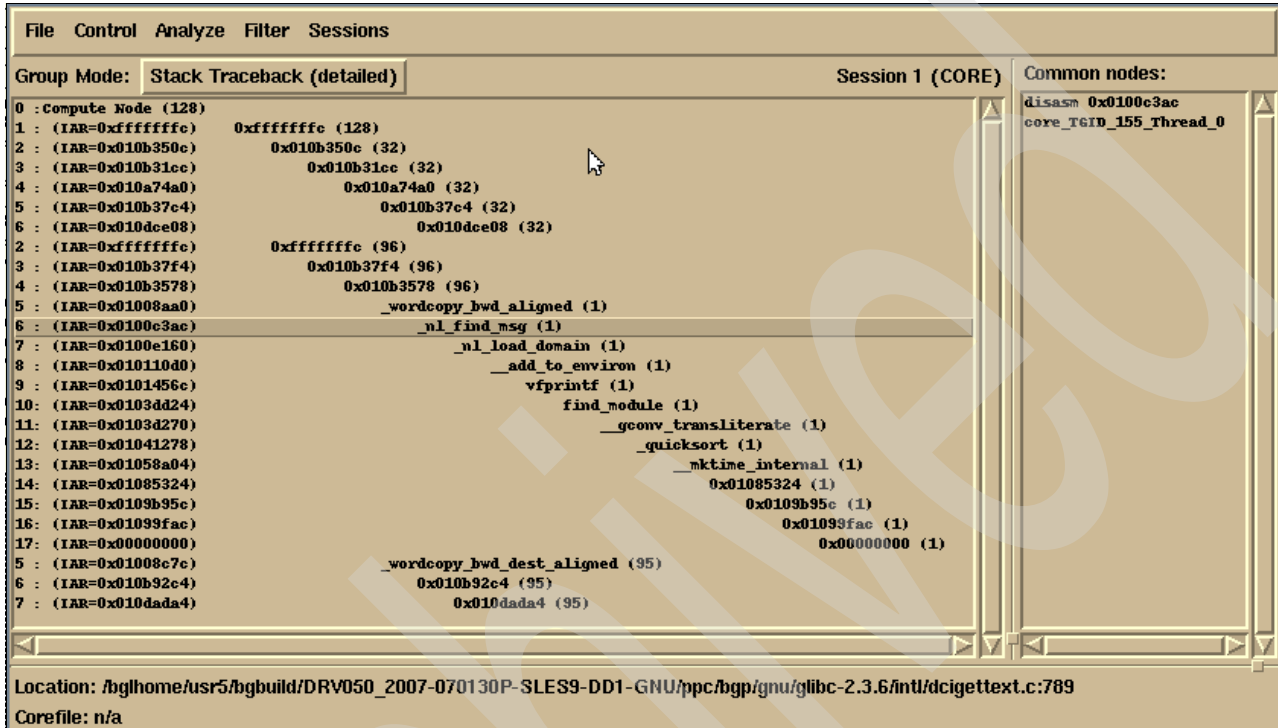 File Control Analyze Filter Sessions
Group Mode: Stack Traceback (detailed) Session 1 (CORE) Common nodes:
0 :Compute Node (128)
1 : (IAR=0xfffffffc) 0xfffffffc (128)
2 : (IAR=0x010b350c) 0x010b350c (32)
3 : (IAR=0x010b31cc) 0x010b31cc (32)
4 : (IAR=0x010a74a0) 0x010a74a0 (32)
5 : (IAR=0x010b37c4) 0x010b37c4 (32)
6 : (IAR=0x010dce08) 0x010dce08 (32)
2 : (IAR=0xfffffffc) 0xfffffffc (96)
3 : (IAR=0x010b37f4) 0x010b37f4 (96)
4 : (IAR=0x010b3578) 0x010b3578 (96)
5 : (IAR=0x01008aa0) _wordcopy_bwd_aligned (1)
6 : (IAR=0x0100c3ac) _nl_find_msg (1)
7 : (IAR=0x0100e160) _nl_load_domain (1)
8 : (IAR=0x010110d0) __add_to_environ (1)
9 : (IAR=0x0101456c) vfprintf (1)
10: (IAR=0x0103dd24) find_module (1)
11: (IAR=0x0103d270) __gconv_transliterate (1)
12: (IAR=0x01041278) _quicksort (1)
13: (IAR=0x01058a04) __mktime_internal (1)
14: (IAR=0x01085324) 0x01085324 (1)
15: (IAR=0x0109b95c) 0x0109b95c (1)
16: (IAR=0x01099fac) 0x01099fac (1)
17: (IAR=0x00000000) 0x00000000 (1)
5 : (IAR=0x01008c7c) _wordcopy_bwd_dest_aligned (95)
6 : (IAR=0x010b92c4) 0x010b92c4 (95)
7 : (IAR=0x010dada4) 0x010dada4 (95)
disasm 0x0100c3ac
core_TGID_155_Thread_0
Location: /bglhome/usr5/bgbuild/DRV050_2007-070130P-SLES9-DD1-GNU/ppc/bgp/gnu/glibc-2.3.6/intl/dcigettext.c:789
Corefile: n/a